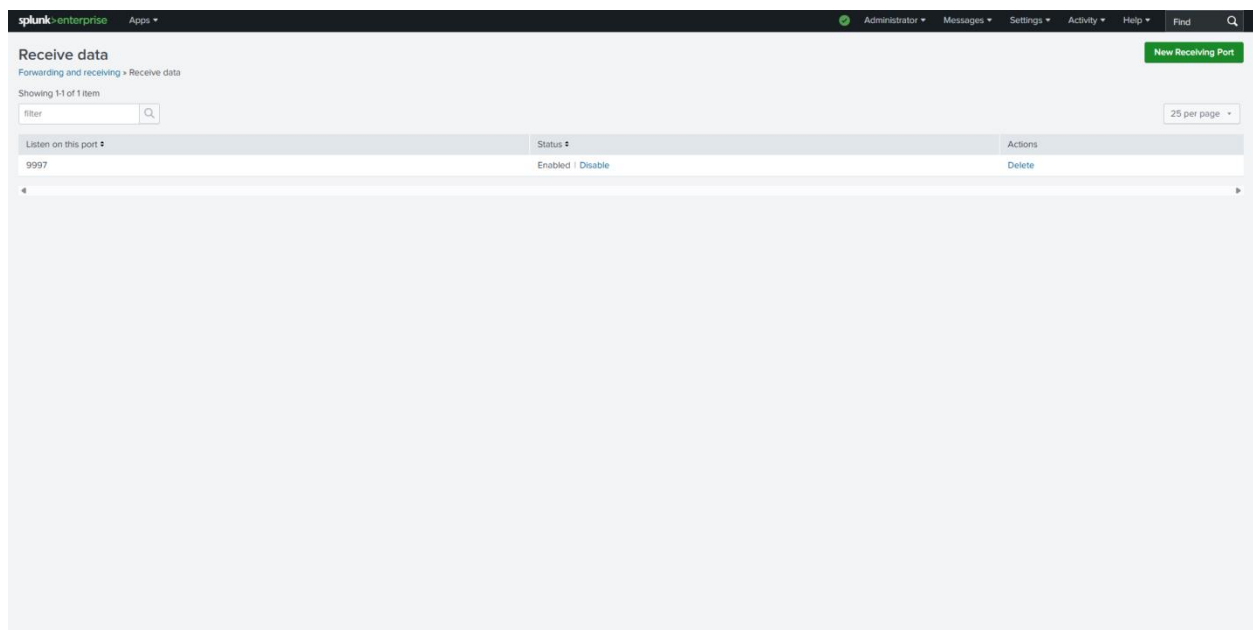 splunk>enterprise Apps ▾ Administrator ▾ Messages ▾ Settings ▾ Activity ▾ Help ▾ Find
Receive data
New Receiving Port
Forwarding and receiving » Receive data
Showing 1-1 of 1 item
filter
25 per page ▾
Listen on this port Status Actions
9997 Enabled | Disable Delete